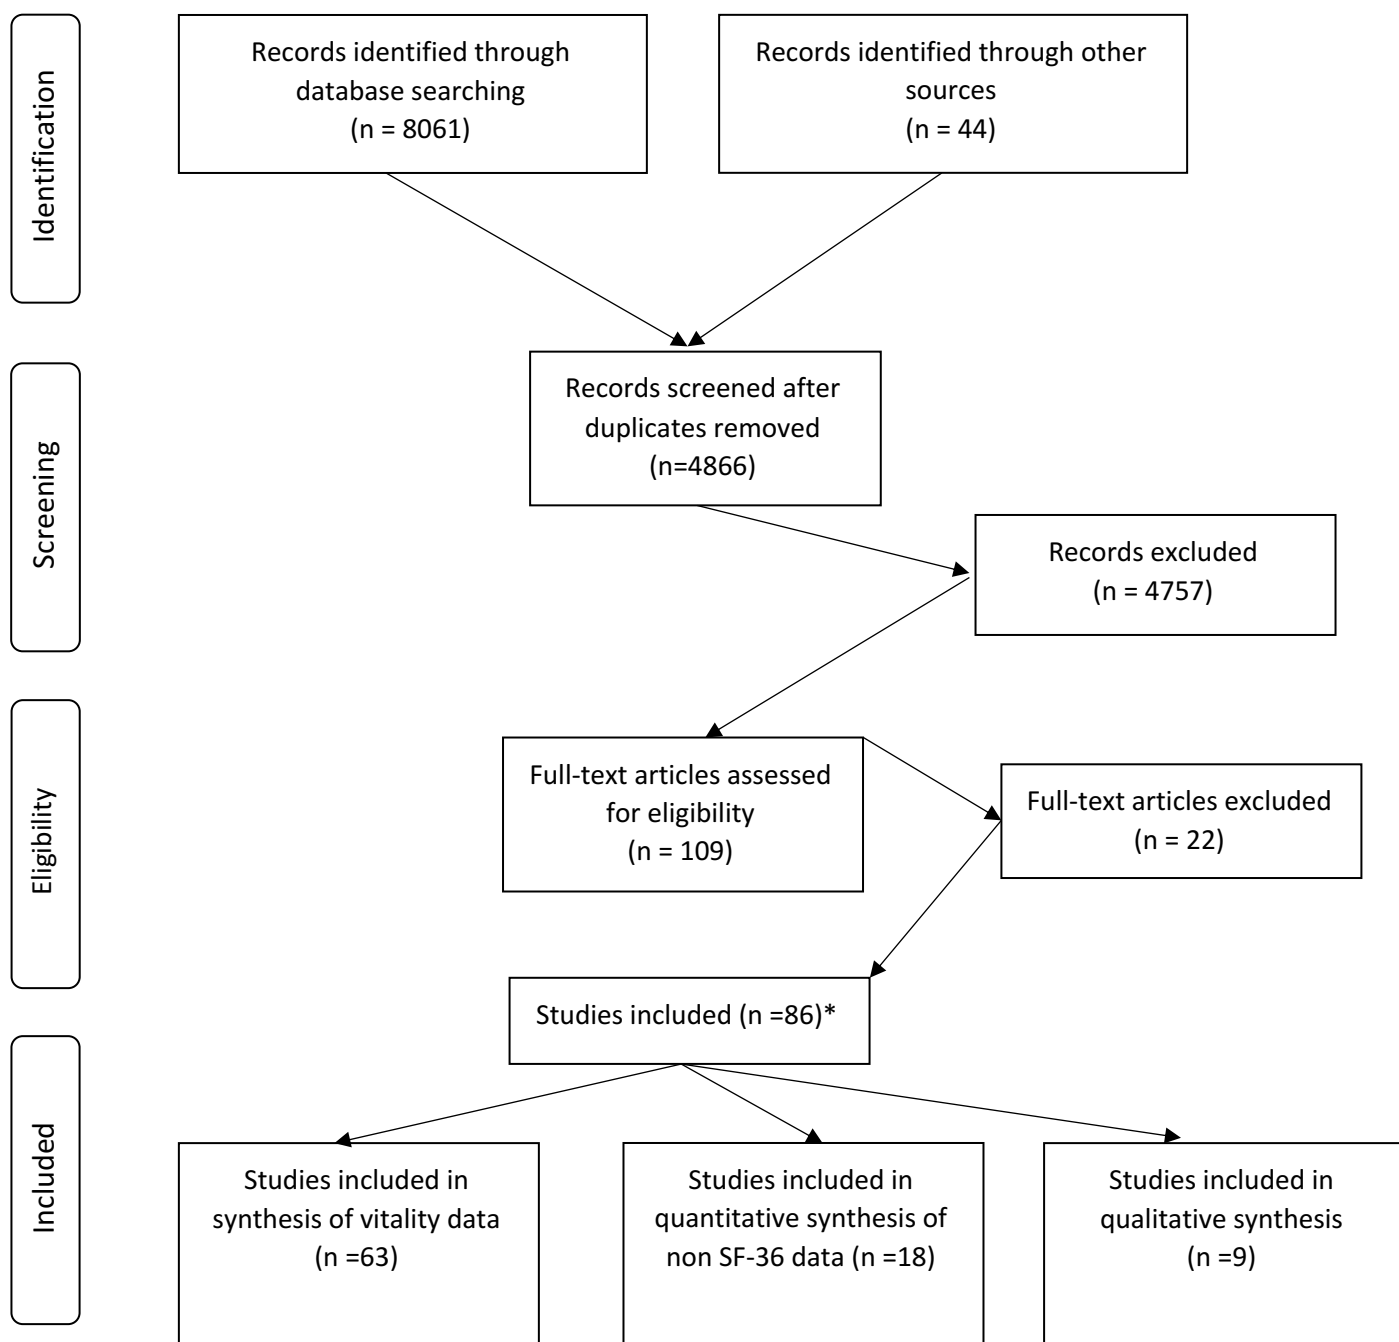 Identification
Records identified through
database searching
(n = 8061)
Records identified through other
sources
(n = 44)
Screening
Records screened after
duplicates removed
(n=4866)
Records excluded
(n = 4757)
Eligibility
Full-text articles assessed
for eligibility
(n = 109)
Full-text articles excluded
(n = 22)
Studies included (n =86)*
Included
Studies included in
synthesis of vitality data
(n =63)
Studies included in
quantitative synthesis of
non SF-36 data (n =18)
Studies included in
qualitative synthesis
(n =9)